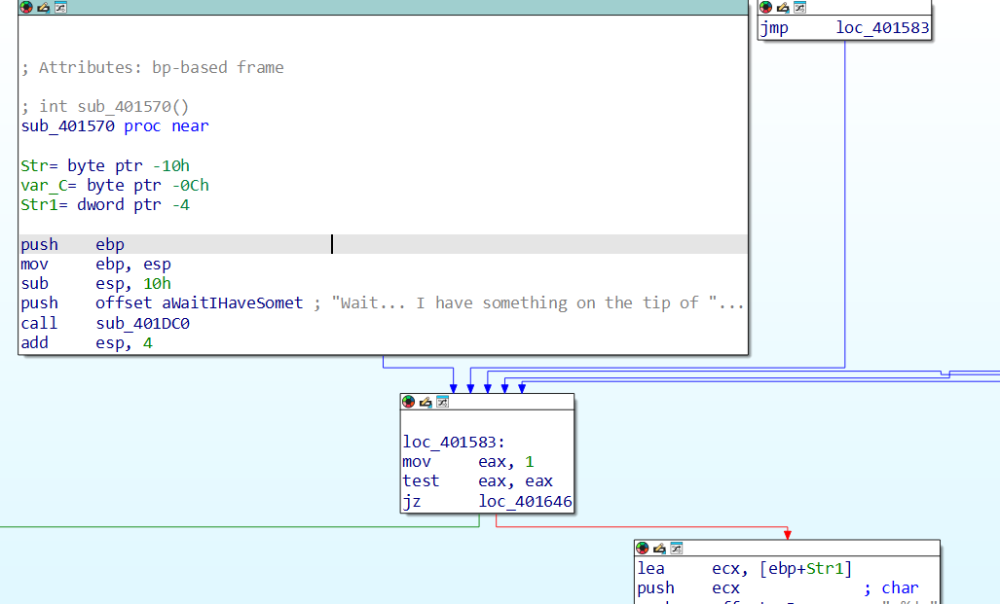 ; Attributes: bp-based frame
; int sub_401570()
sub_401570 proc near
Str= byte ptr -10h
var_C= byte ptr -0Ch
Str1= dword ptr -4
push ebp
mov ebp, esp
sub esp, 10h
push offset aWaitIHaveSomet ; "Wait... I have something on the tip of "...
call sub_401DC0
add esp, 4
jmp loc_401583
loc_401583:
mov eax, 1
test eax, eax
jz loc_401646
lea ecx, [ebp+Str1]
push ecx ; char